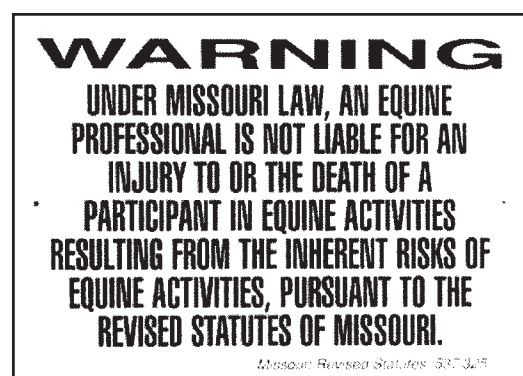 WARNING
UNDER MISSOURI LAW, AN EQUINE
PROFESSIONAL IS NOT LIABLE FOR AN
INJURY TO OR THE DEATH OF A
PARTICIPANT IN EQUINE ACTIVITIES
RESULTING FROM THE INHERENT RISKS OF
EQUINE ACTIVITIES, PURSUANT TO THE
REVISED STATUTES OF MISSOURI.
Missouri Revised Statutes 537.325